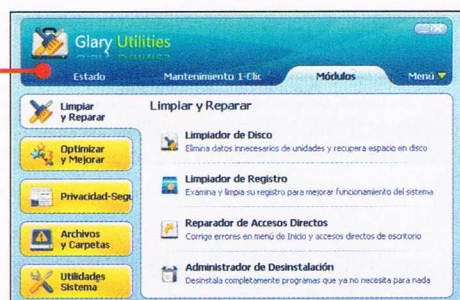 Glary Utilities
Estado
Mantenimiento 1-Clic
Módulos
Menú
Limpiar
y Reparar
Optimizar
y Mejorar
Privacidad-Segu
Archivos
y Carpetas
Utilidades
Sistema
Limpiar y Reparar
Limpiador de Disco
Elimina datos innecesarios de unidades y recupera espacio en disco
Limpiador de Registro
Examina y limpia su registro para mejorar funcionamiento del sistema
Reparador de Accesos Directos
Corrige errores en menú de Inicio y accesos directos de escritorio
Administrador de Desinstalación
Desinstala completamente programas que ya no necesita para nada